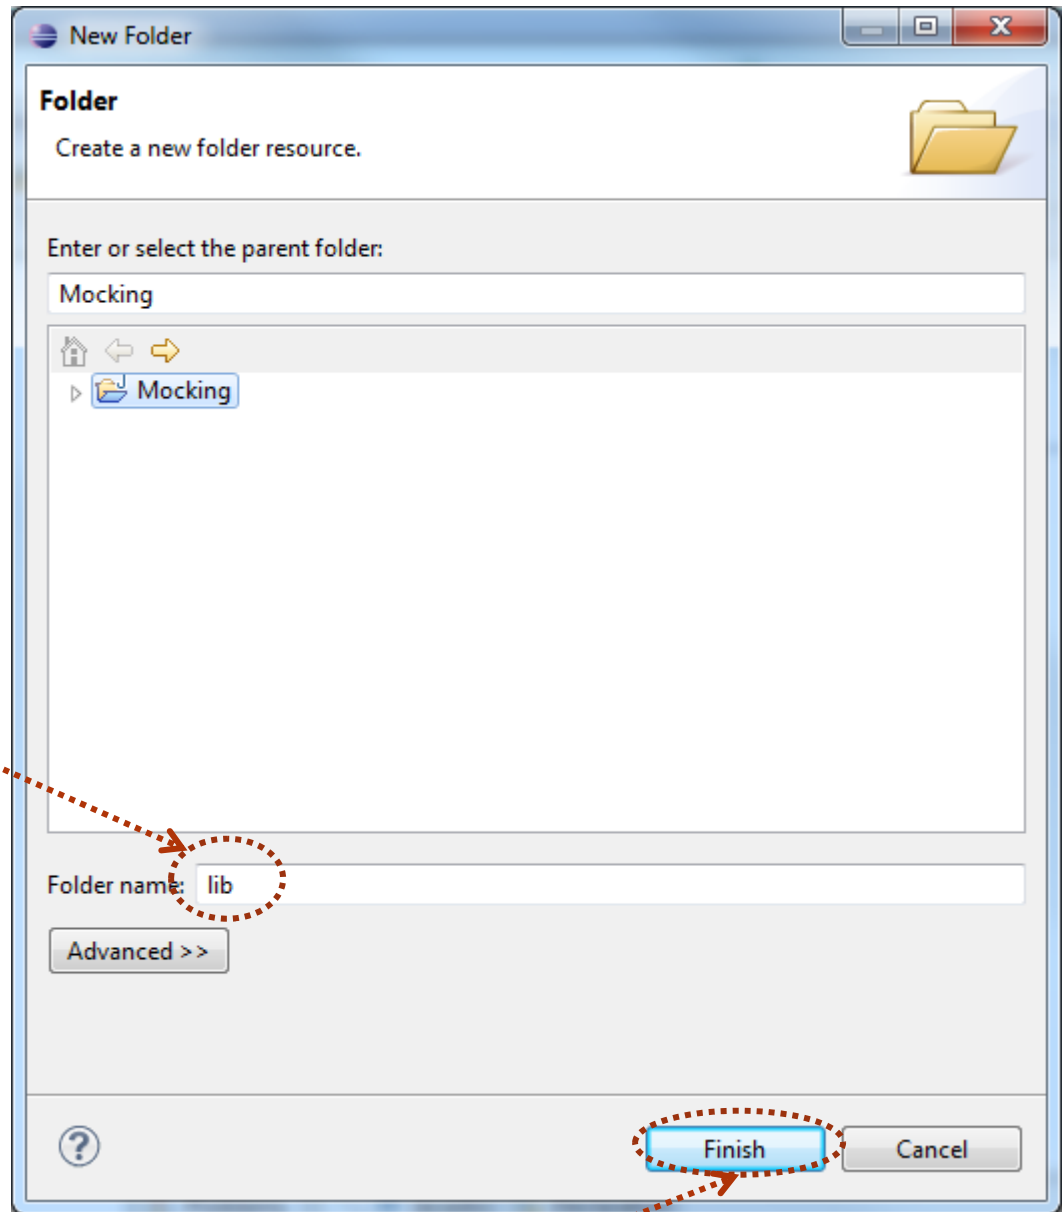 New Folder
Folder
Create a new folder resource.
Enter or select the parent folder:
Mocking
Mocking
Folder name: lib
Advanced >>
Finish Cancel